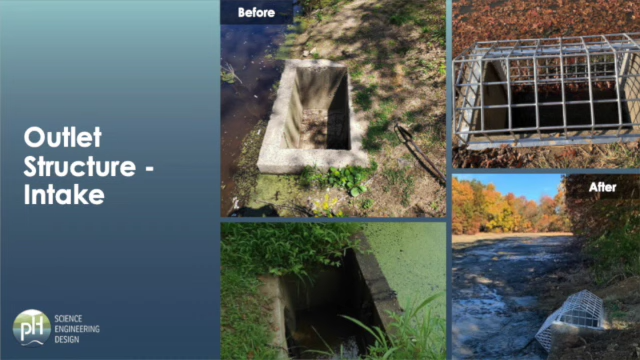 Outlet
Structure -
Intake
Before
After
pH
SCIENCE
ENGINEERING
DESIGN